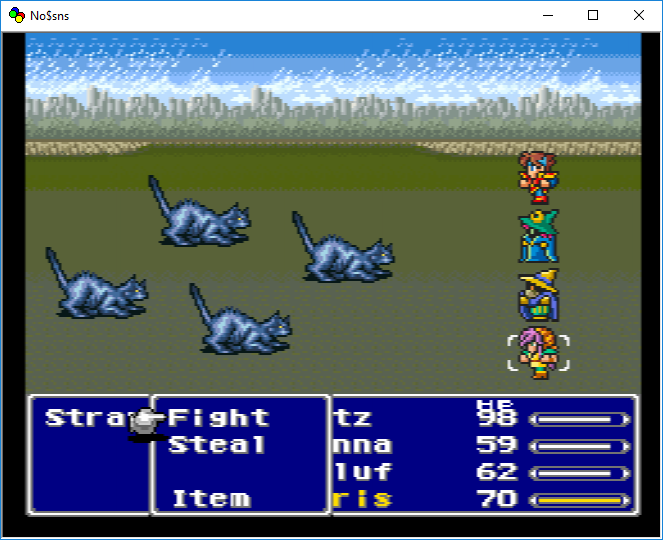 No$sns
HP
Stra Fight tz 98
Steal nna 59
luf 62
Item ris 70